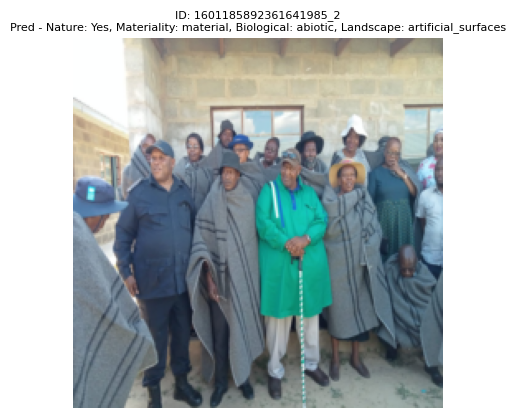 ID: 1601185892361641985_2
Pred - Nature: Yes, Materiality: material, Biological: abiotic, Landscape: artificial_surfaces